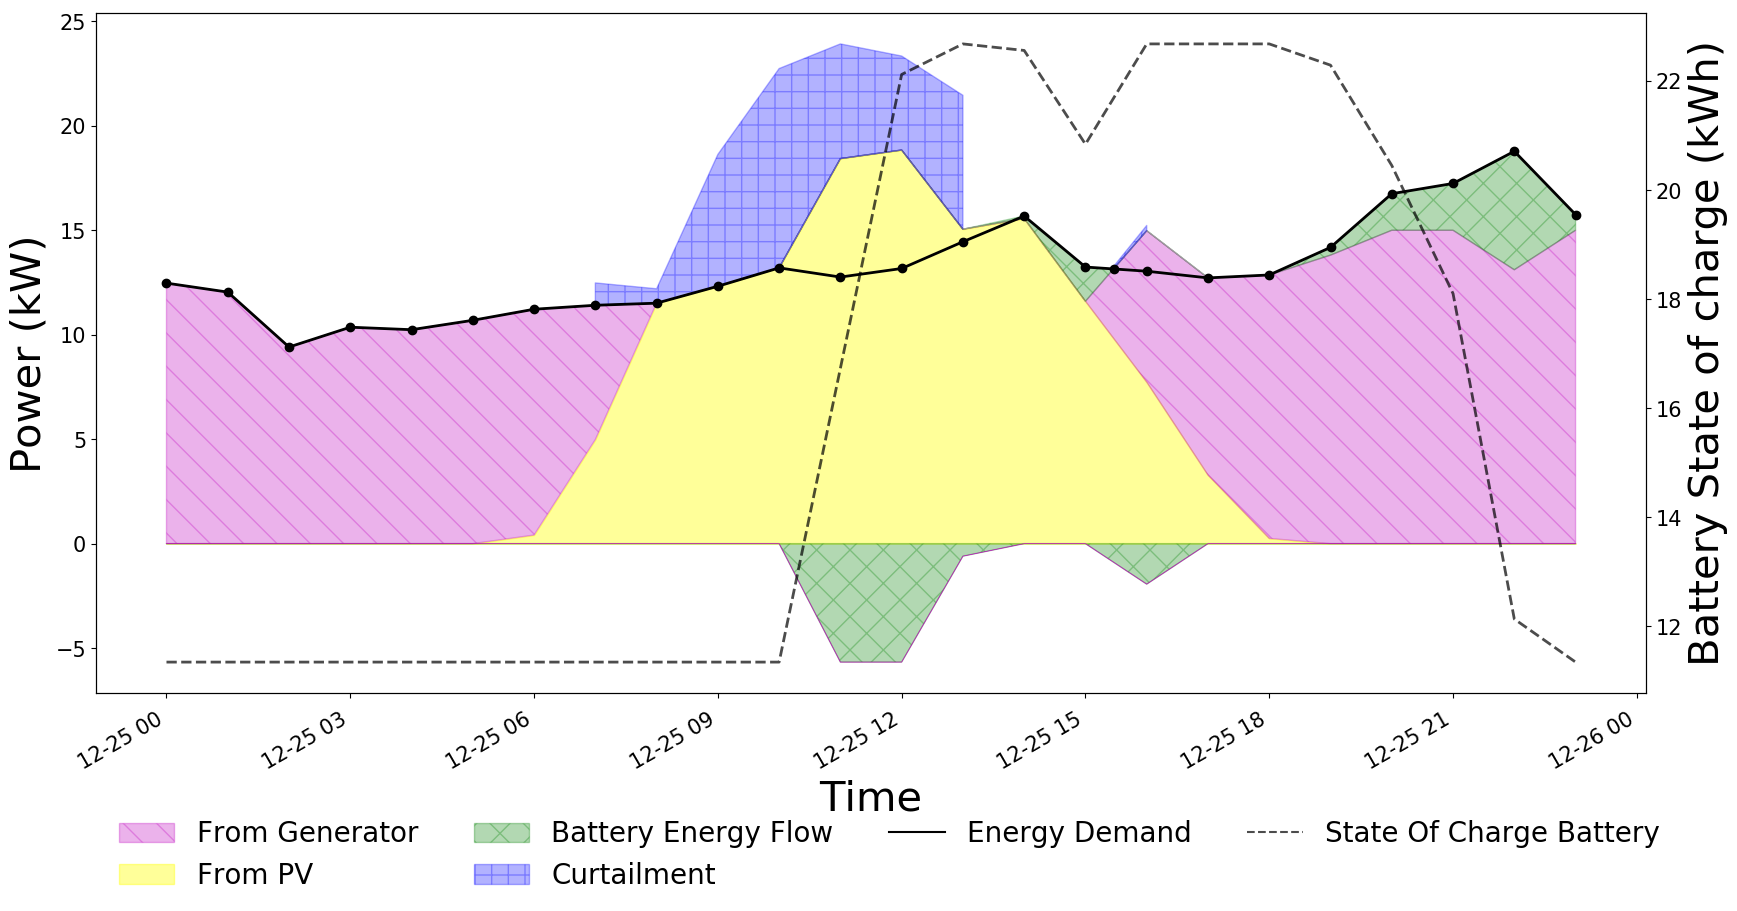 25
20
15
10
5
0
−5
Power (kW)
22
20
18
16
14
12
Battery State of charge (kWh)
12-25 00
12-25 03
12-25 06
12-25 09
12-25 12
12-25 15
12-25 18
12-25 21
12-26 00
Time
From Generator
From PV
Battery Energy Flow
Curtailment
Energy Demand
State Of Charge Battery